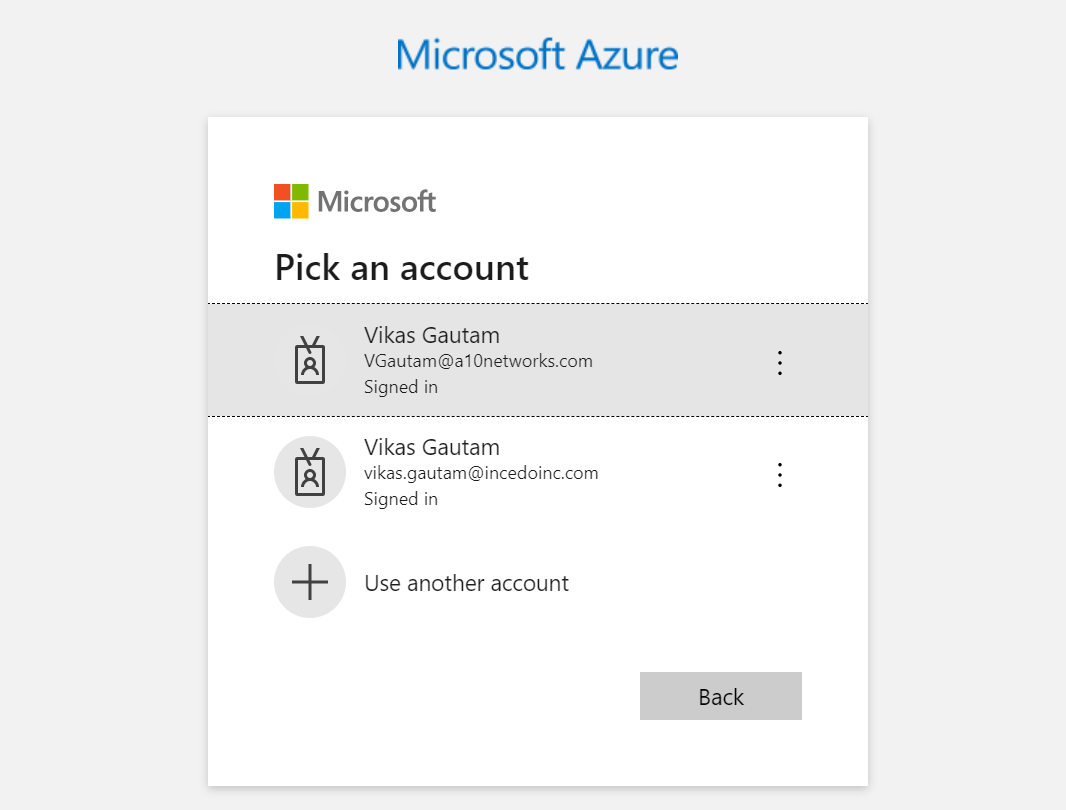 Microsoft Azure
Microsoft
Pick an account
Vikas Gautam
VGautam@a10networks.com
Signed in
Vikas Gautam
vikas.gautam@incedoinc.com
Signed in
Use another account
Back